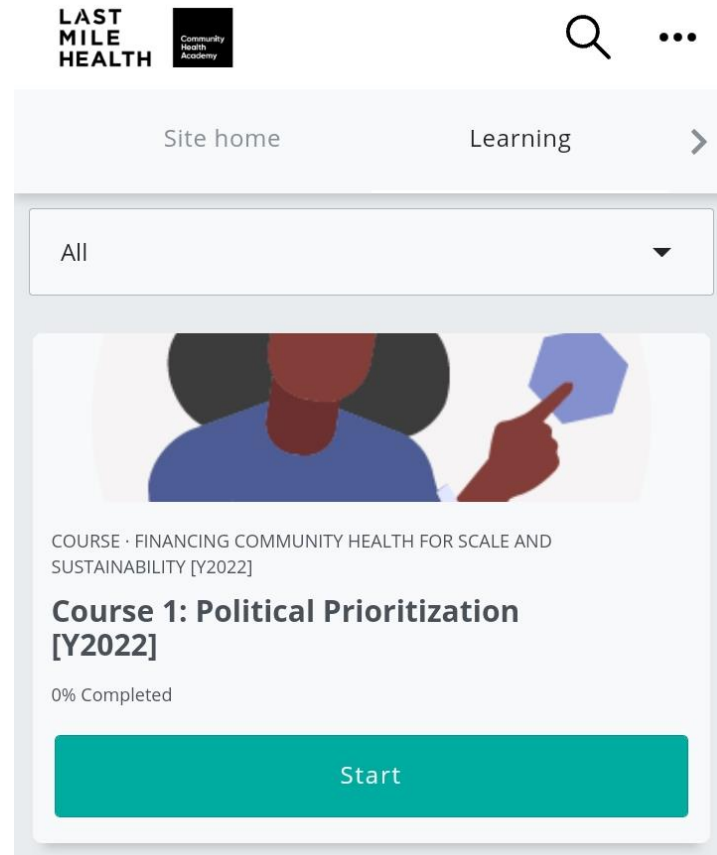 LAST
MILE
HEALTH
Community
Health
Academy
Site home
Learning
All
COURSE · FINANCING COMMUNITY HEALTH FOR SCALE AND
SUSTAINABILITY [Y2022]
Course 1: Political Prioritization
[Y2022]
0% Completed
Start